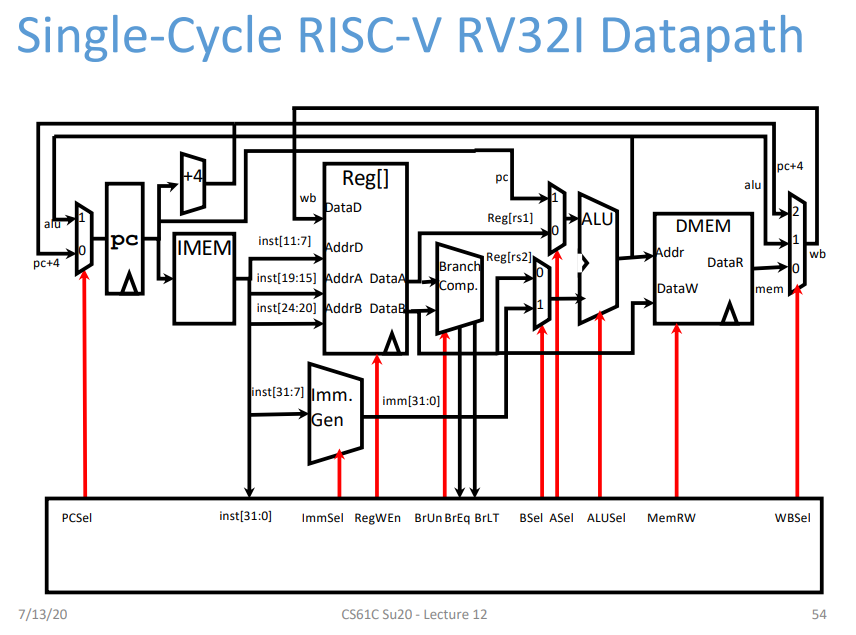 Single-Cycle RISC-V RV32I Datapath
pc+4
alu
+4
pc
wb
Reg[]
DataD
AddrD
AddrA DataA
AddrB DataB
inst[11:7]
inst[19:15]
inst[24:20]
alu
1
0
pc+4
pc
IMEM
Reg[rs1]
Reg[rs2]
1
0
0
1
Branch
Comp.
ALU
DMEM
Addr
DataR
DataW
2
1
0
wb
mem
inst[31:7]
Imm.
Gen
imm[31:0]
PCSel
inst[31:0]
ImmSel
RegWEn
BrUn
BrEq
BrLT
BSel
ASel
ALUSel
MemRW
WBSel
7/13/20
CS61C Su20 - Lecture 12
54